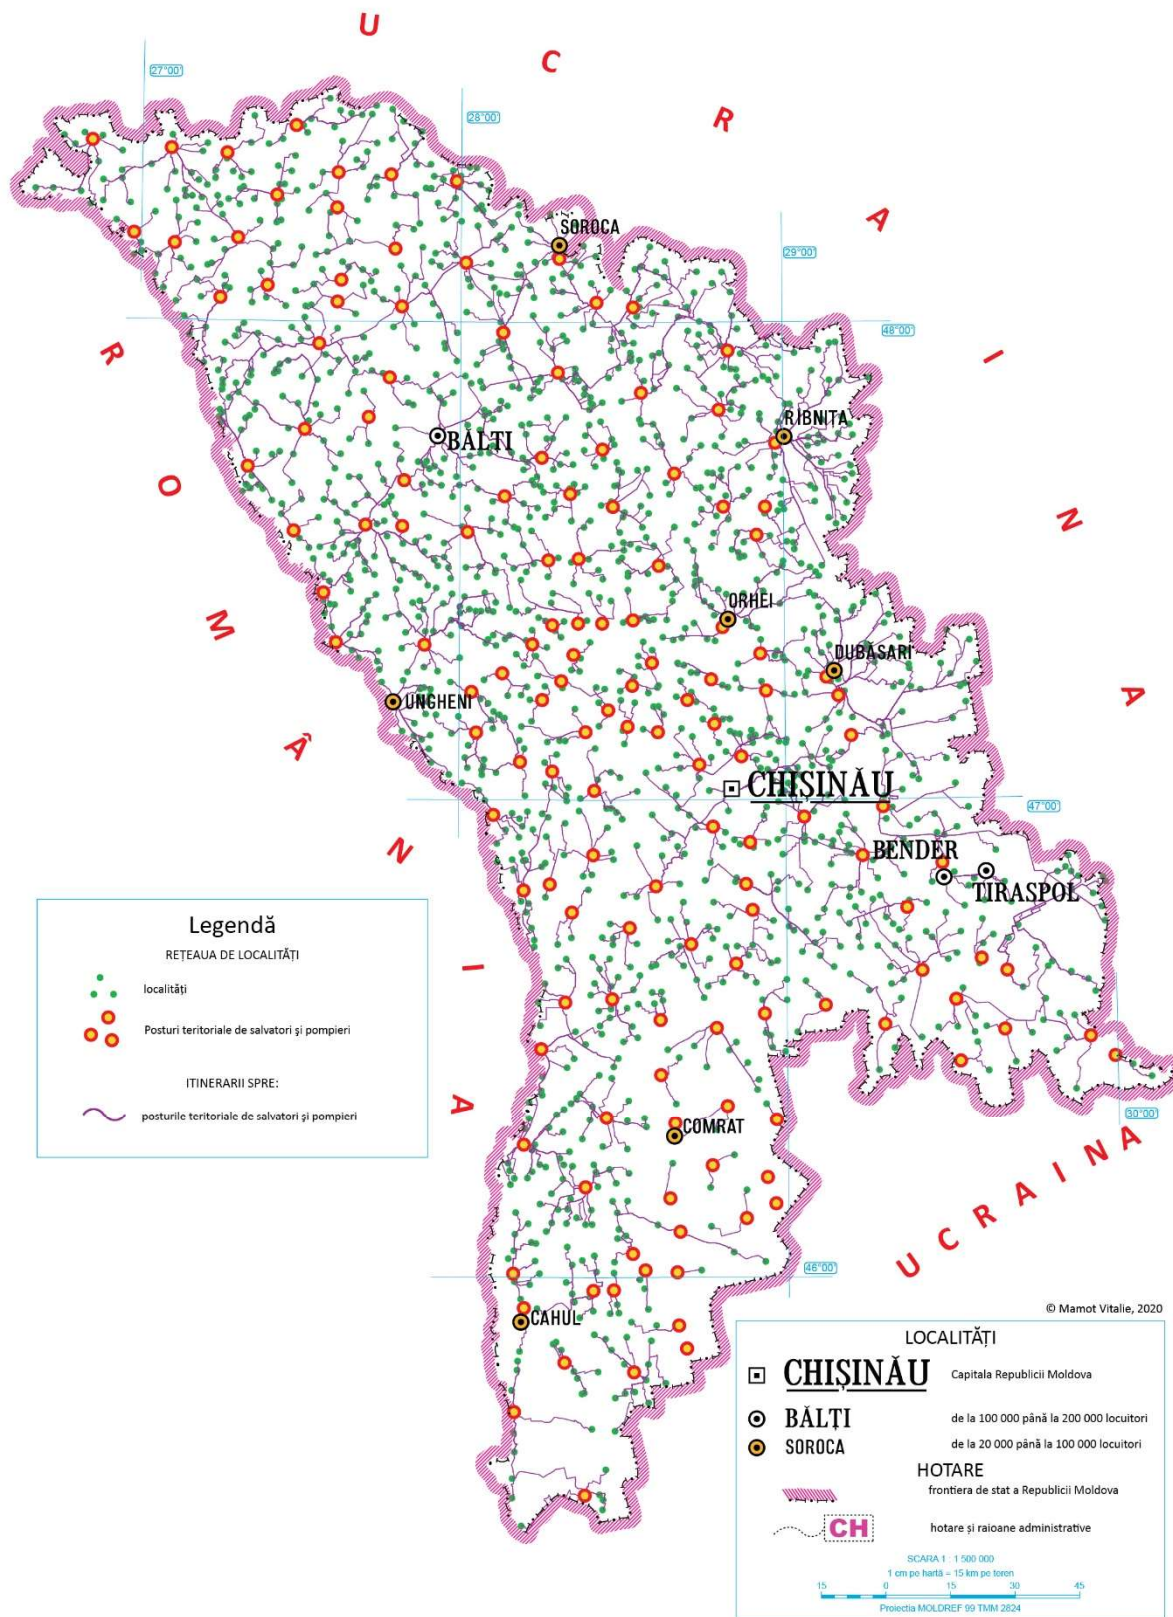 UCRAINA
27°00'
28°00'
29°00'
48°00'
SOROCA
RÎBNIȚA
BĂLȚI
ROMÂNIA
ORHEI
DUBĂSARI
UNGHENI
CHIȘINĂU
47°00'
BENDER
TIRASPOL
Legendă
REȚEAUA DE LOCALITĂȚI
localități
Posturi teritoriale de salvatori și pompieri
ITINERARII SPRE:
posturile teritoriale de salvatori și pompieri
30°00'
COMRAT
UCRAINA
46°00'
CAHUL
© Mamot Vitalie, 2020
LOCALITĂȚI
CHIȘINĂU Capitala Republicii Moldova
BĂLȚI de la 100 000 până la 200 000 locuitori
SOROCA de la 20 000 până la 100 000 locuitori
HOTARE
frontiera de stat a Republicii Moldova
CH hotare și raioane administrative
SCARA 1 : 1 500 000
1 cm pe hartă = 15 km pe teren
15 0 15 30 45
Proiectia MOLDREF 99 TMM 2824